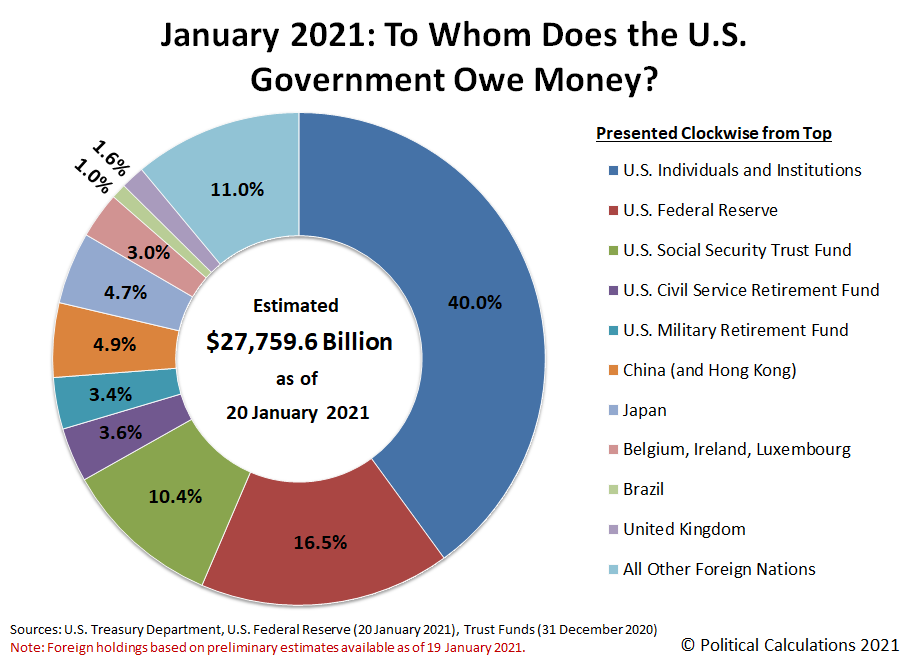 January 2021: To Whom Does the U.S.
Government Owe Money?
Presented Clockwise from Top
U.S. Individuals and Institutions
U.S. Federal Reserve
U.S. Social Security Trust Fund
U.S. Civil Service Retirement Fund
U.S. Military Retirement Fund
China (and Hong Kong)
Japan
Belgium, Ireland, Luxembourg
Brazil
United Kingdom
All Other Foreign Nations
40.0%
16.5%
10.4%
3.6%
3.4%
4.9%
4.7%
3.0%
1.0%
1.6%
11.0%
Estimated
$27,759.6 Billion
as of
20 January 2021
Sources: U.S. Treasury Department, U.S. Federal Reserve (20 January 2021), Trust Funds (31 December 2020)
Note: Foreign holdings based on preliminary estimates available as of 19 January 2021.
© Political Calculations 2021